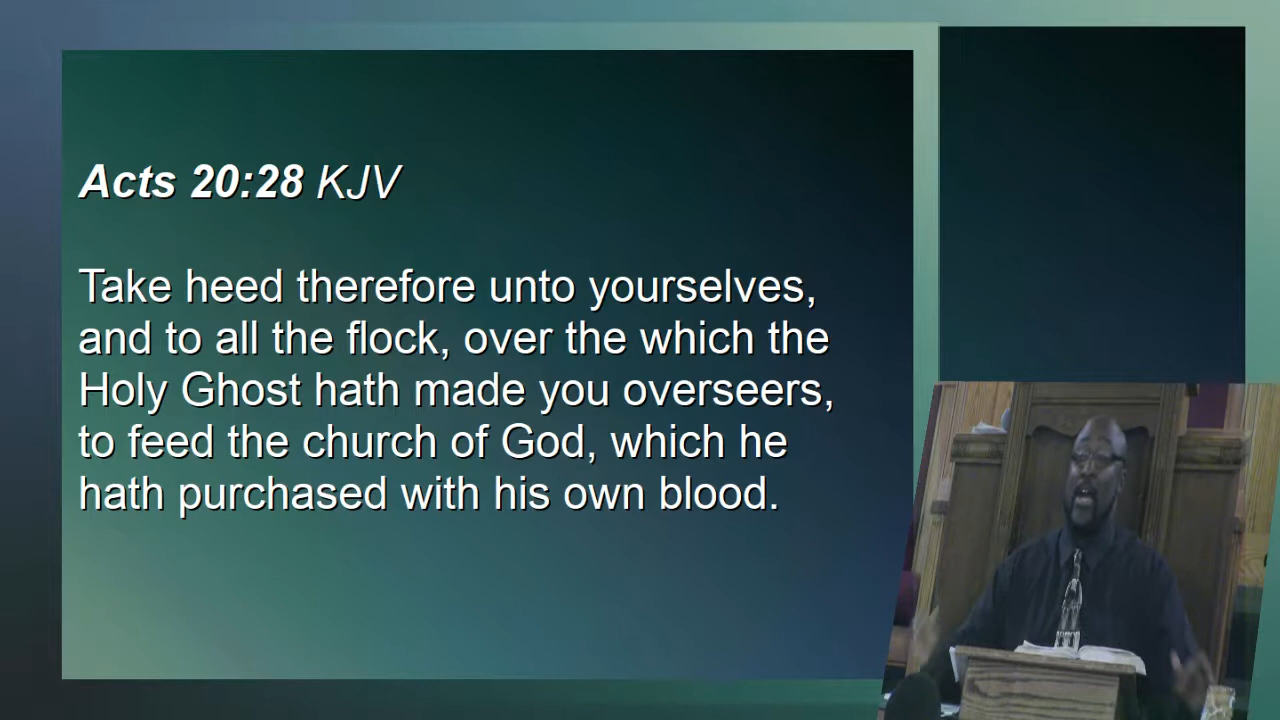 Acts 20:28 KJV
Take heed therefore unto yourselves,
and to all the flock, over the which the
Holy Ghost hath made you overseers,
to feed the church of God, which he
hath purchased with his own blood.